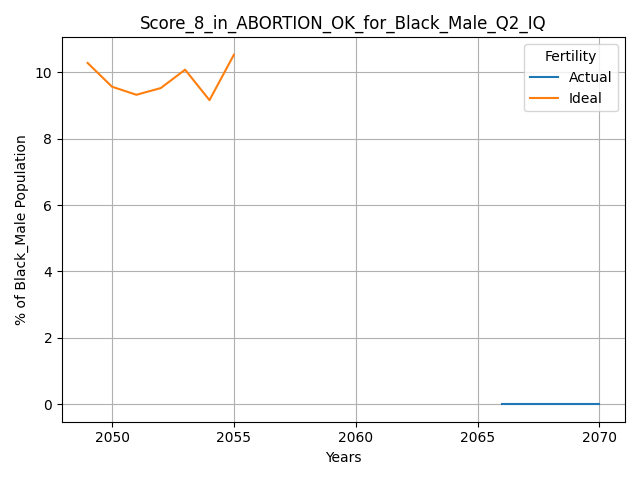 Score_8_in_ABORTION_OK_for_Black_Male_Q2_IQ
% of Black_Male Population
10
8
6
4
2
0
Fertility
Actual
Ideal
2050
2055
2060
2065
2070
Years